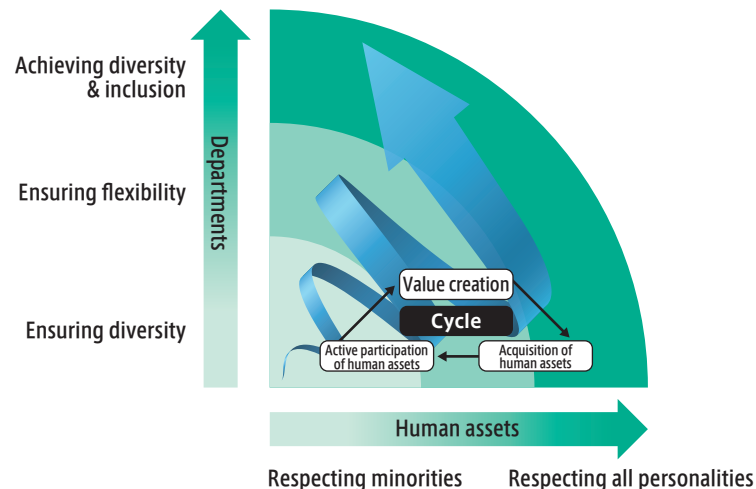 Achieving diversity
& inclusion
Ensuring flexibility
Ensuring diversity
Departments
Value creation
Cycle
Active participation
of human assets
Acquisition of
human assets
Human assets
Respecting minorities
Respecting all personalities